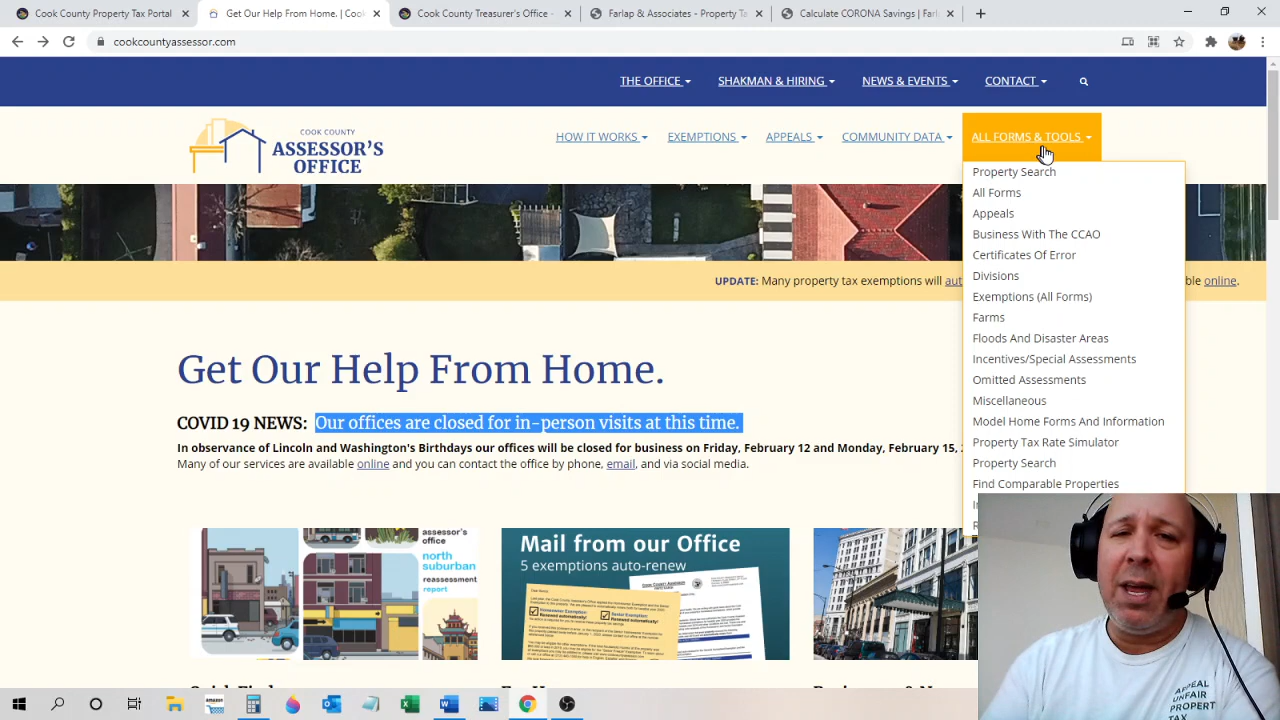 Cook County Property Tax Portal
Get Our Help From Home. | Cook
Cook County Treasurer's Office -
Farlap & Associates - Property Ta
Calculate CORONA Savings | Farl
cookcountyassessor.com
THE OFFICE
SHAKMAN & HIRING
NEWS & EVENTS
CONTACT
COOK COUNTY
ASSESSOR'S
OFFICE
HOW IT WORKS
EXEMPTIONS
APPEALS
COMMUNITY DATA
ALL FORMS & TOOLS
Property Search
All Forms
Appeals
Business With The CCAO
Certificates Of Error
Divisions
Exemptions (All Forms)
Farms
Floods And Disaster Areas
Incentives/Special Assessments
Omitted Assessments
Miscellaneous
Model Home Forms And Information
Property Tax Rate Simulator
Property Search
Find Comparable Properties
UPDATE: Many property tax exemptions will aut
ble online.
Get Our Help From Home.
COVID 19 NEWS: Our offices are closed for in-person visits at this time.
In observance of Lincoln and Washington's Birthdays our offices will be closed for business on Friday, February 12 and Monday, February 15, 2
Many of our services are available online and you can contact the office by phone, email, and via social media.
assessor's
office
north
suburban
reassessment
report
Mail from our Office
5 exemptions auto-renew
APPEAL
UNFAIR
PROPERT
TAX